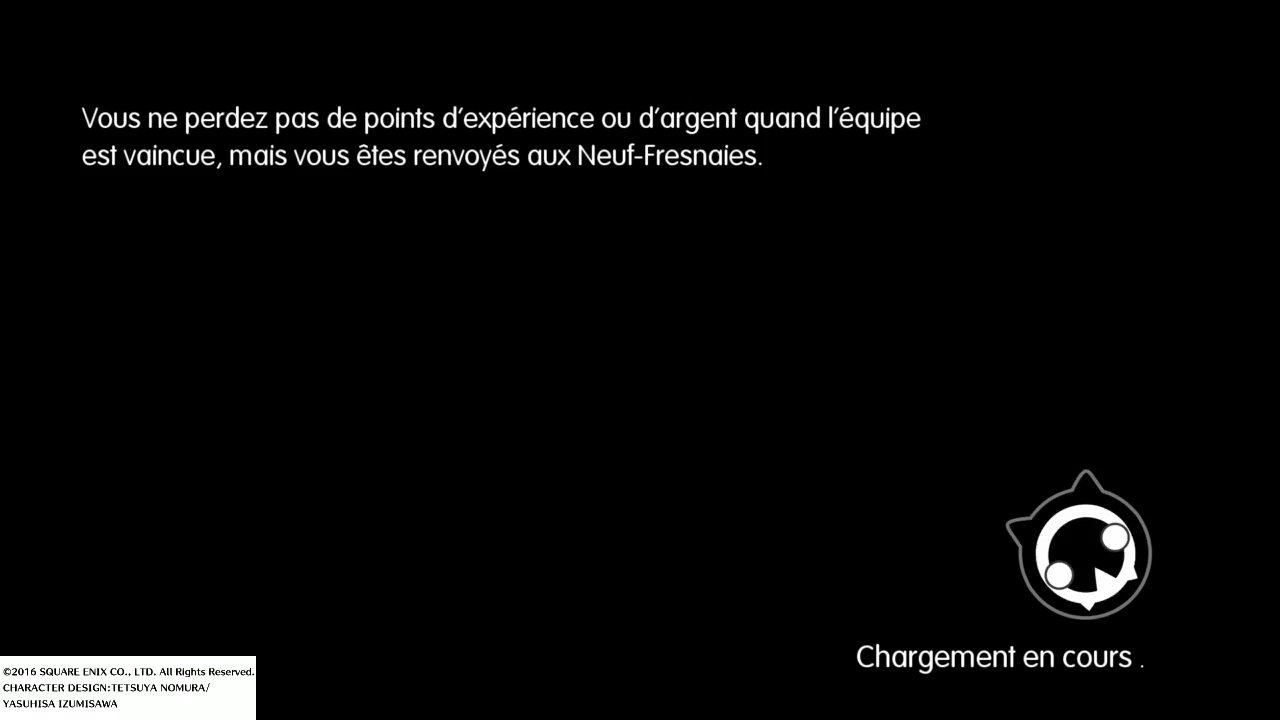 Vous ne perdez pas de points d'expérience ou d'argent quand l'équipe
est vaincue, mais vous êtes renvoyés aux Neuf-Fresnaies.
Chargement en cours .
©2016 SQUARE ENIX CO., LTD. All Rights Reserved.
CHARACTER DESIGN:TETSUYA NOMURA/
YASUHISA IZUMISAWA